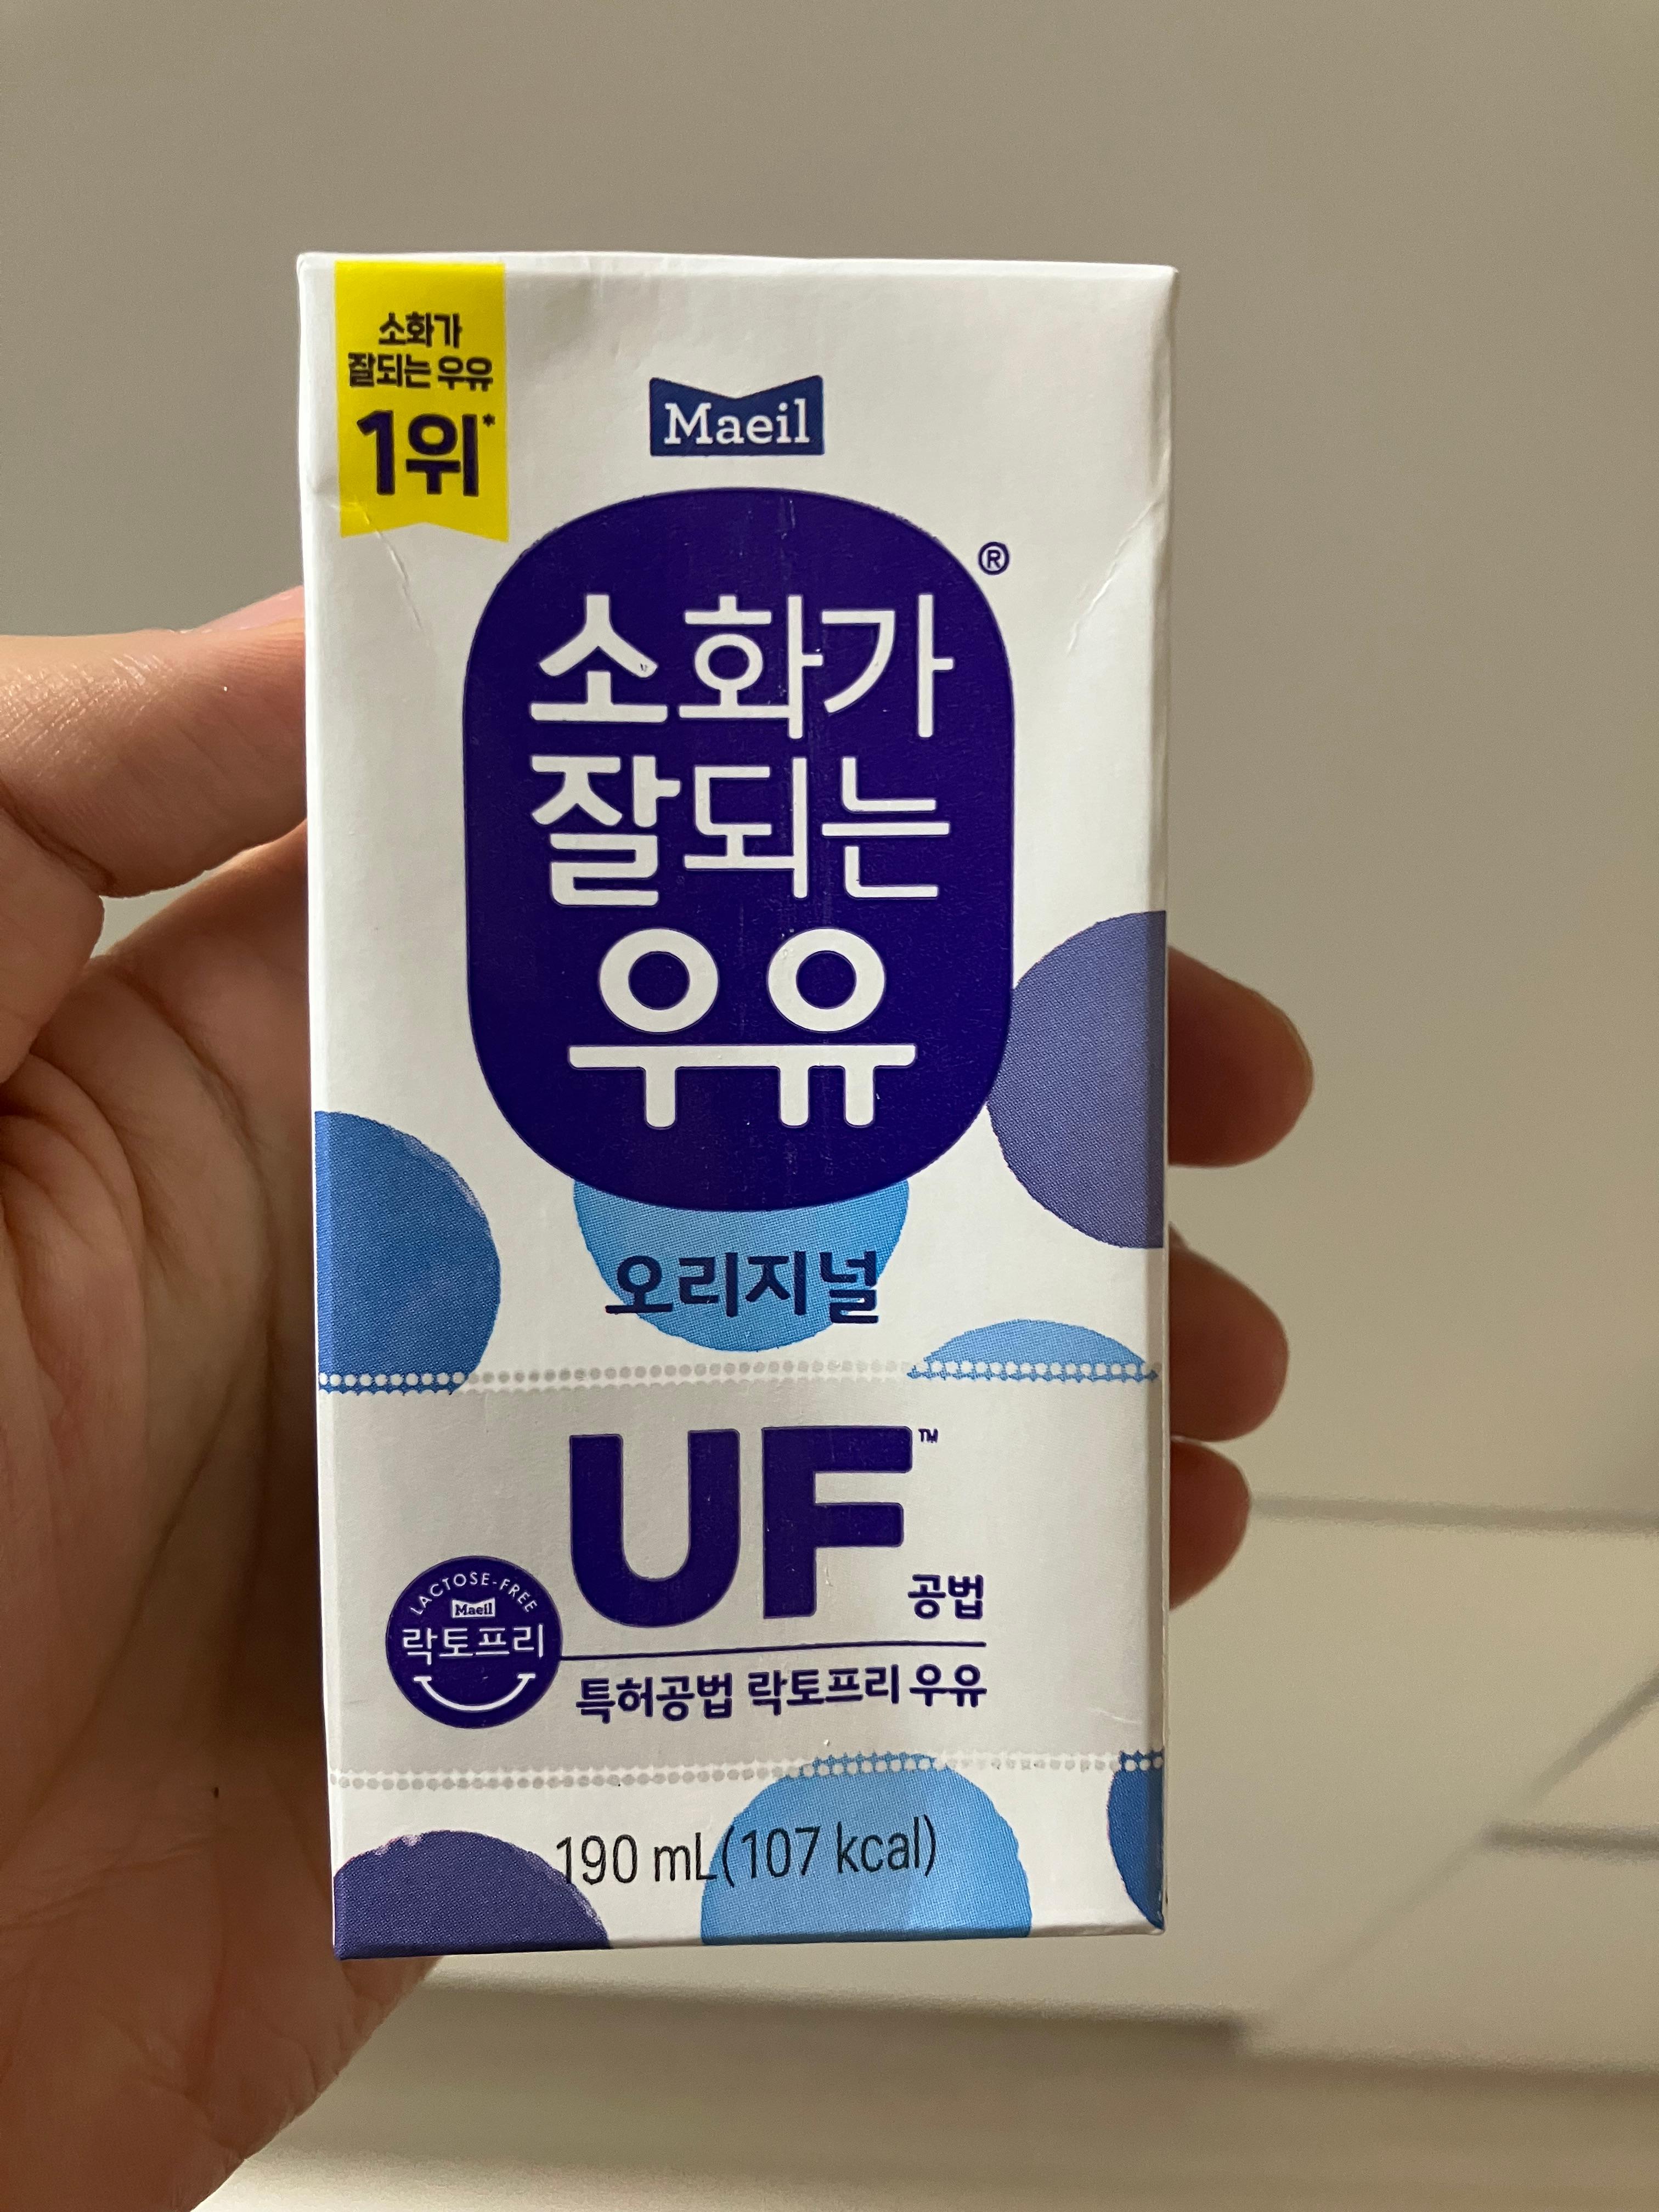 소화가
잘되는 우유
1위*
Maeil
®
소화가
잘되는
우유
오리지널
UF™ 공법
LACTOSE-FREE
Maeil
락토프리
특허공법 락토프리 우유
190 mL(107 kcal)